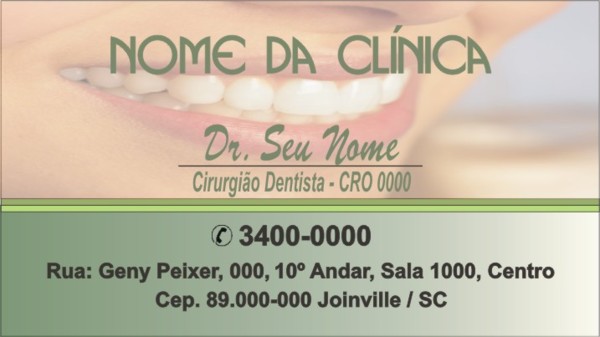 NOME DA CLÍNICA
Dr. Seu Nome
Cirurgião Dentista - CRO 0000
✆ 3400-0000
Rua: Geny Peixer, 000, 10º Andar, Sala 1000, Centro
Cep. 89.000-000 Joinville / SC